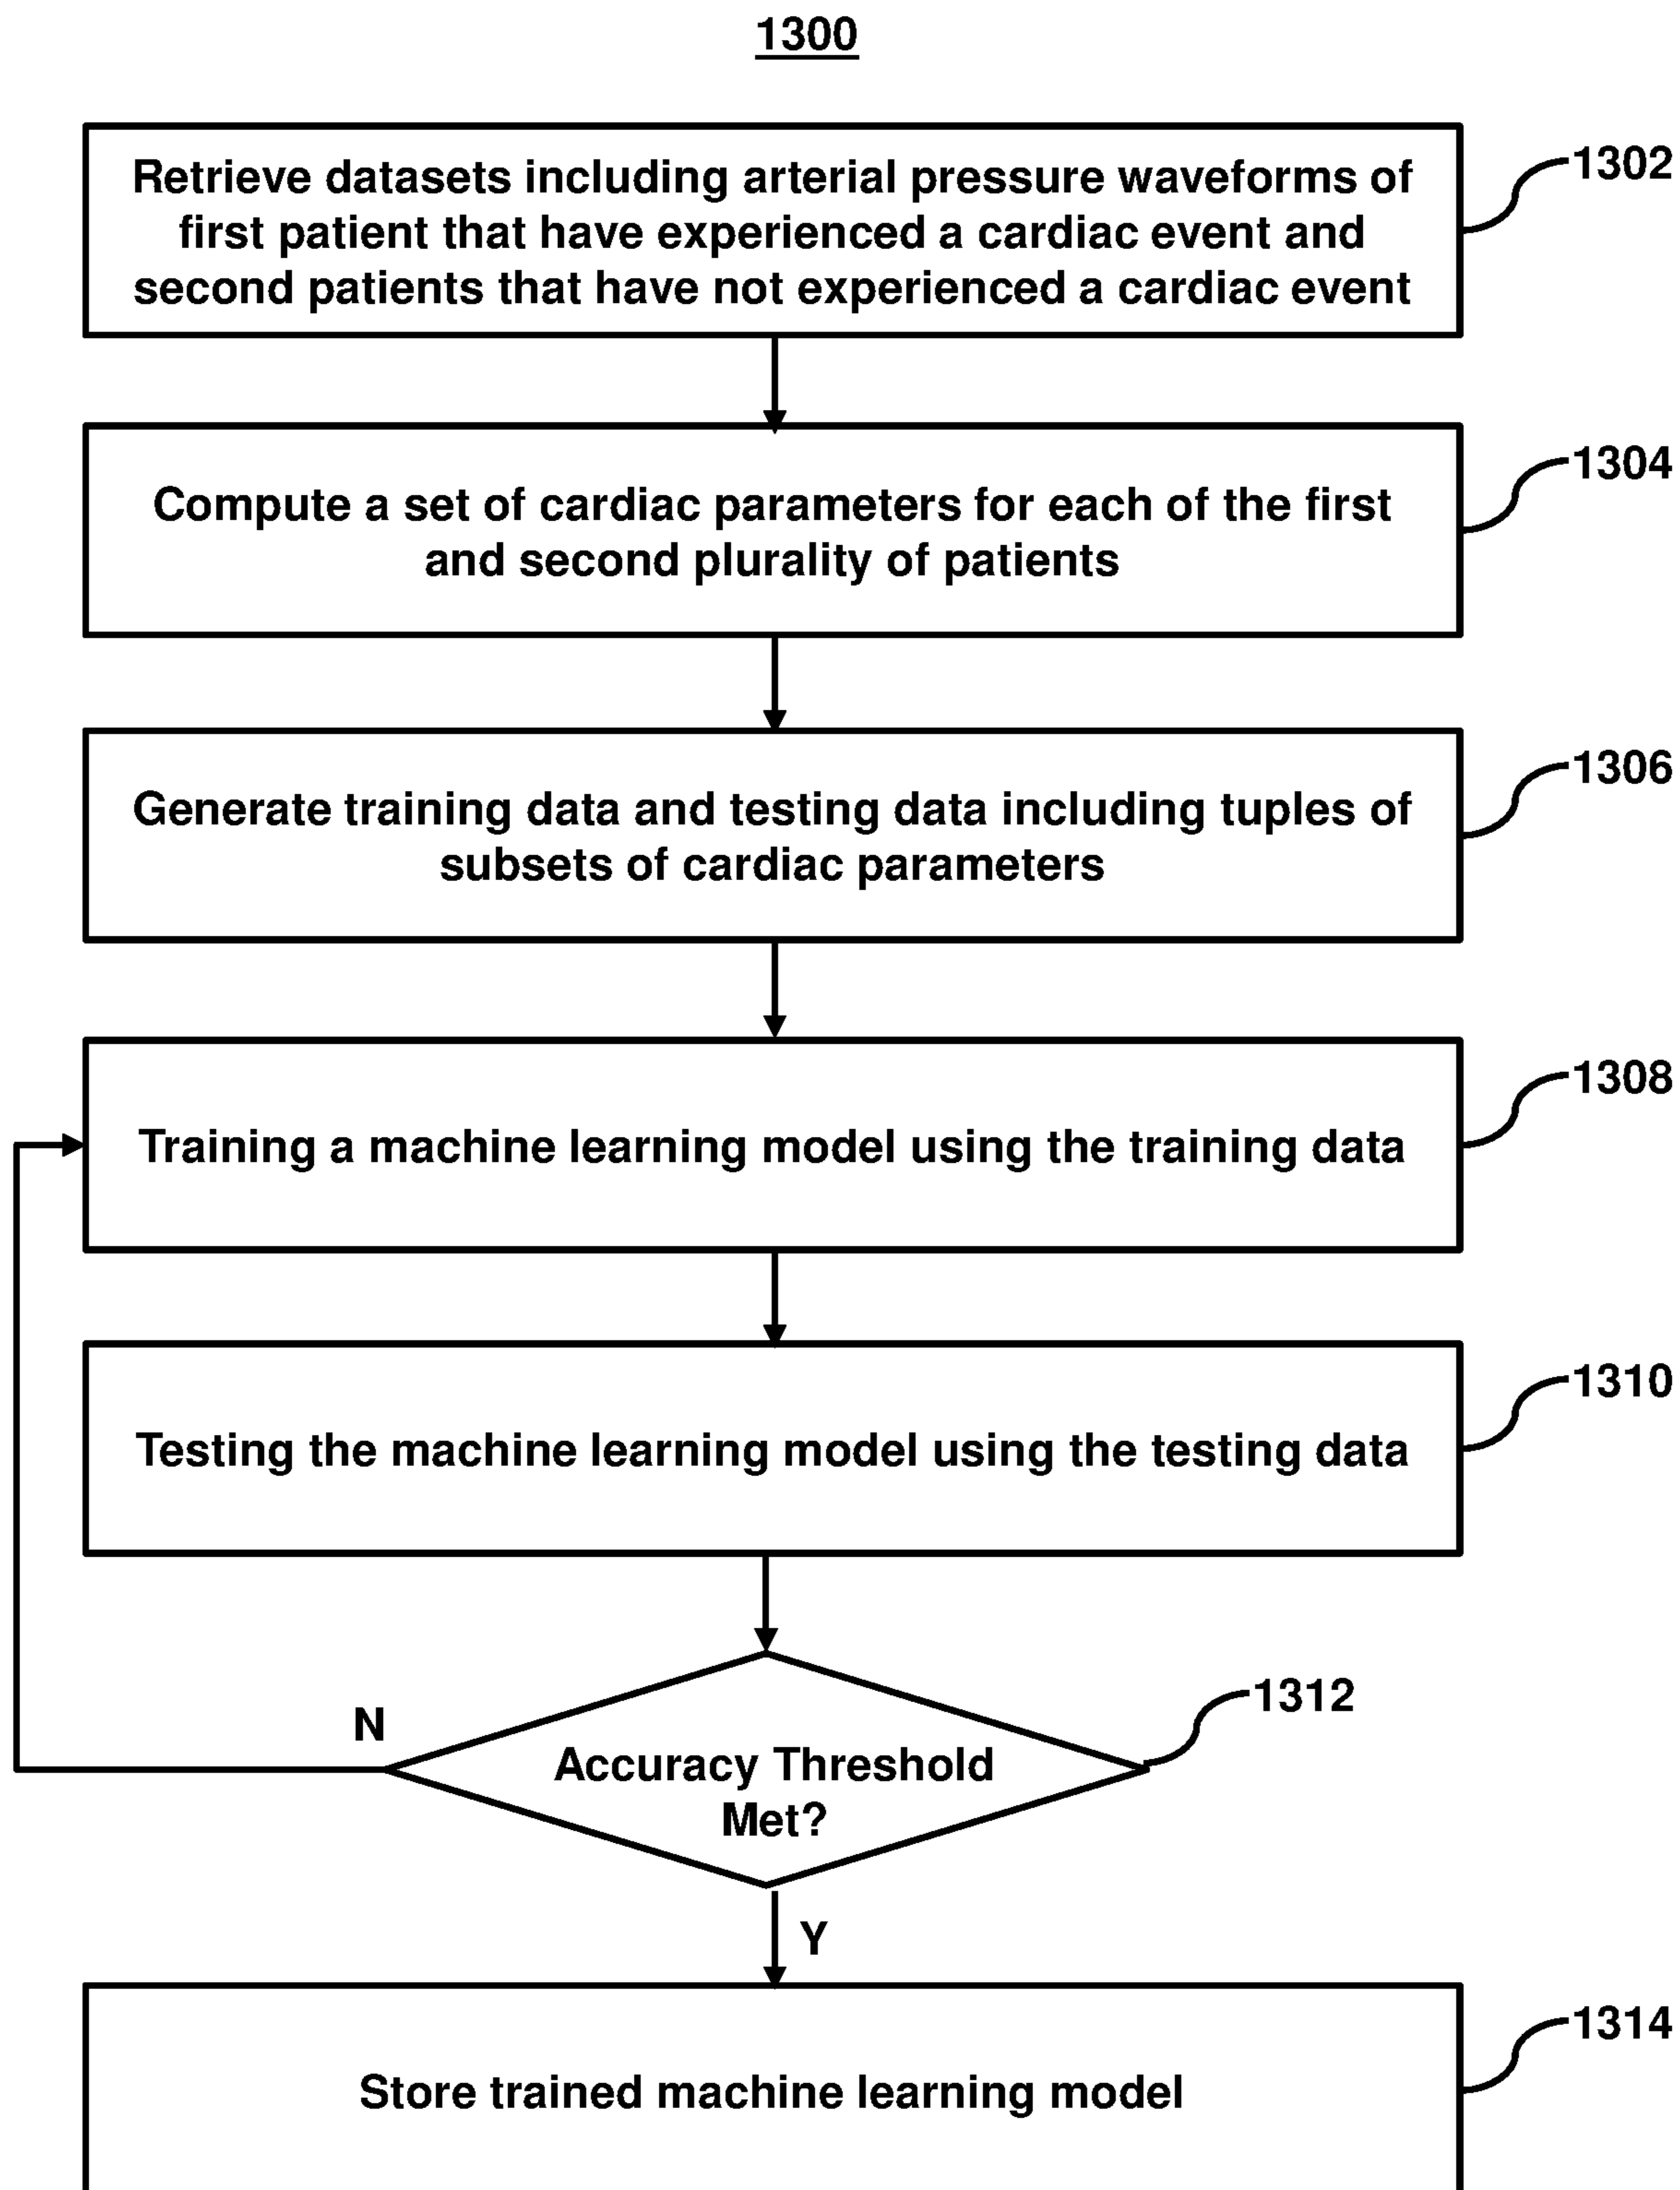 1300
Retrieve datasets including arterial pressure waveforms of
first patient that have experienced a cardiac event and
second patients that have not experienced a cardiac event
1302
Compute a set of cardiac parameters for each of the first
and second plurality of patients
1304
Generate training data and testing data including tuples of
subsets of cardiac parameters
1306
Training a machine learning model using the training data
1308
Testing the machine learning model using the testing data
1310
N
Accuracy Threshold
Met?
1312
Y
Store trained machine learning model
1314